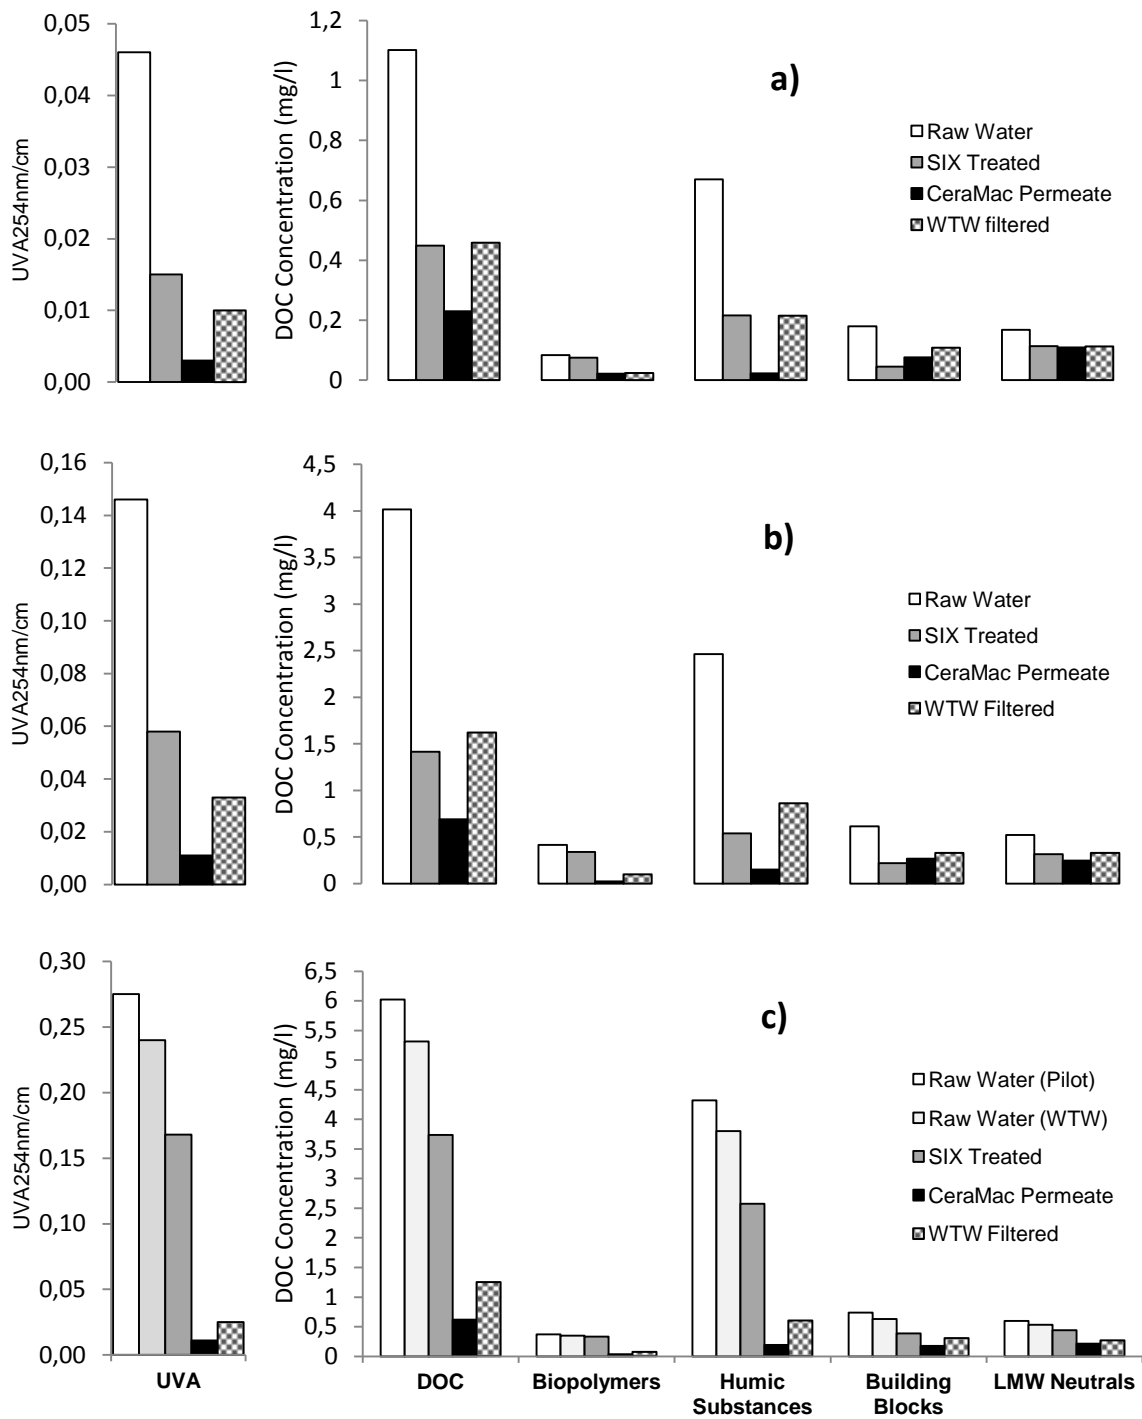 0,05
0,04
0,03
0,02
0,01
0,00
UVA254nm/cm
1,2
1
0,8
0,6
0,4
0,2
0
DOC Concentration (mg/l)
a)
Raw Water
SIX Treated
CeraMac Permeate
WTW filtered
0,16
0,14
0,12
0,10
0,08
0,06
0,04
0,02
0,00
UVA254nm/cm
4,5
4
3,5
3
2,5
2
1,5
1
0,5
0
DOC Concentration (mg/l)
b)
Raw Water
SIX Treated
CeraMac Permeate
WTW Filtered
0,30
0,25
0,20
0,15
0,10
0,05
0,00
UVA254nm/cm
6,5
6
5,5
5
4,5
4
3,5
3
2,5
2
1,5
1
0,5
0
DOC Concentration (mg/l)
c)
Raw Water (Pilot)
Raw Water (WTW)
SIX Treated
CeraMac Permeate
WTW Filtered
UVA
DOC
Biopolymers
Humic
Substances
Building
Blocks
LMW Neutrals